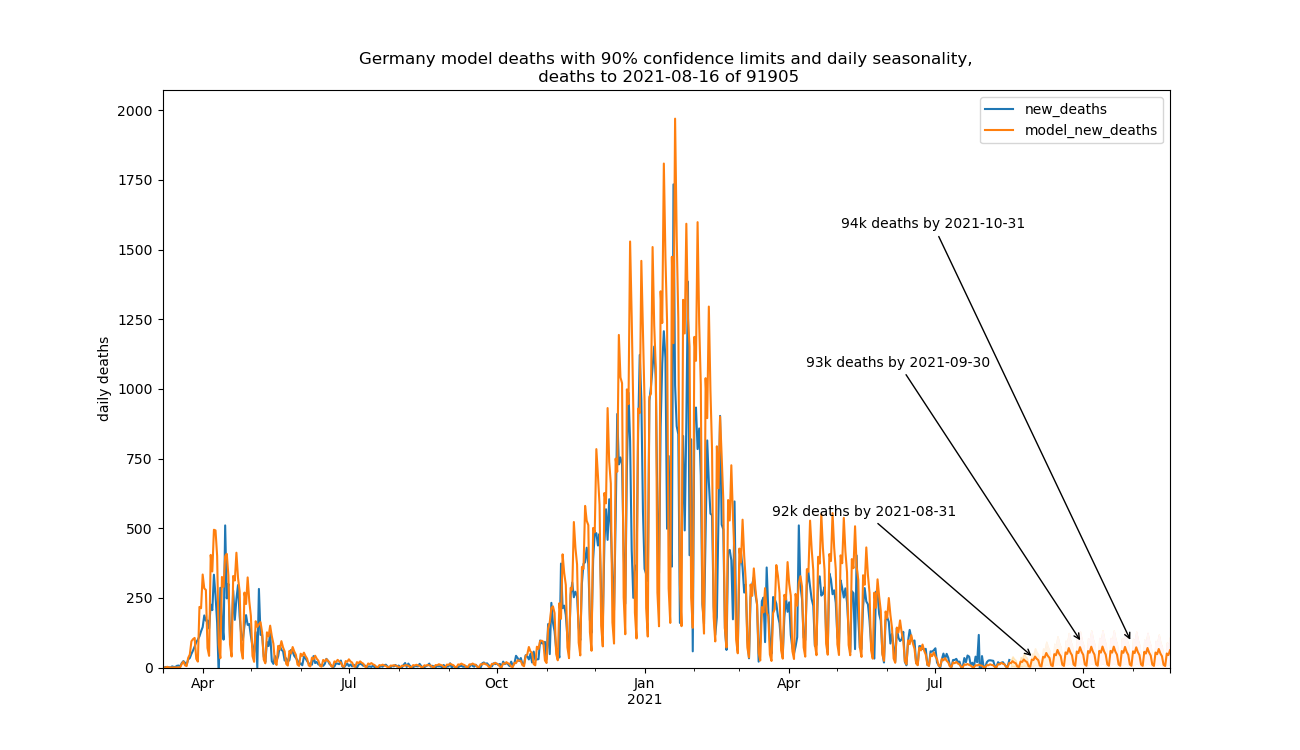 Germany model deaths with 90% confidence limits and daily seasonality,
deaths to 2021-08-16 of 91905
new_deaths
model_new_deaths
daily deaths
2000
1750
1500
1250
1000
750
500
250
0
94k deaths by 2021-10-31
93k deaths by 2021-09-30
92k deaths by 2021-08-31
Apr
Jul
Oct
Jan
2021
Apr
Jul
Oct